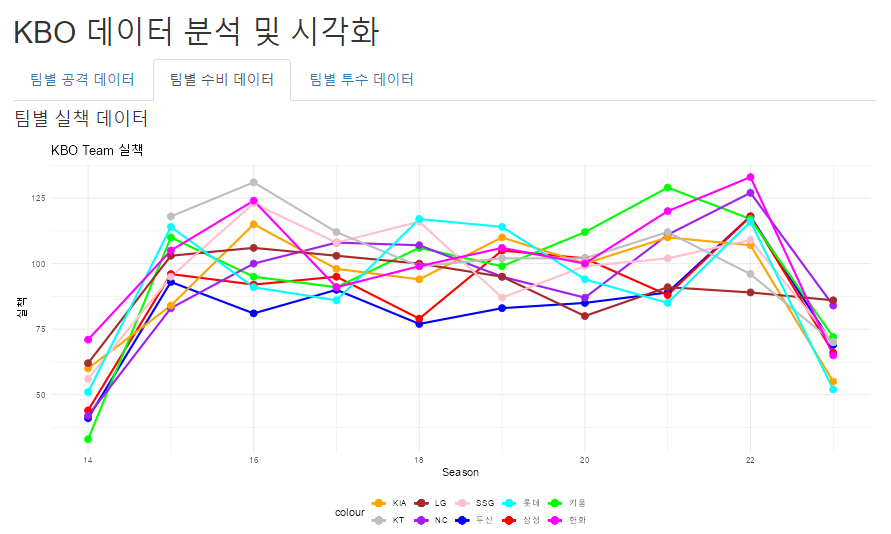 KBO 데이터 분석 및 시각화
팀별 공격 데이터 팀별 수비 데이터 팀별 투수 데이터
팀별 실책 데이터
KBO Team 실책
125
100
75
50
실책
14 16 18 20 22
Season
colour
KIA LG SSG 롯데 키움
KT NC 두산 삼성 한화